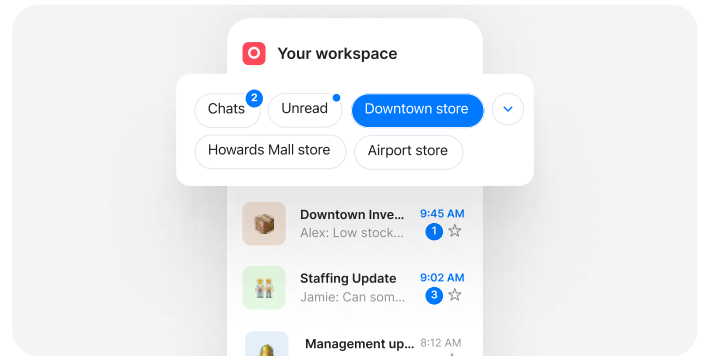 Your workspace
Chats 2 Unread Downtown store
Howards Mall store Airport store
Downtown Inve... 9:45 AM
Alex: Low stock... 1
Staffing Update 9:02 AM
Jamie: Can som... 3
Management up... 8:12 AM